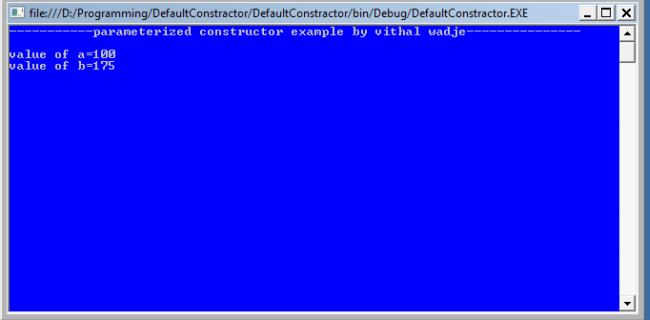 file:///D:/Programming/DefaultConstractor/DefaultConstractor/bin/Debug/DefaultConstractor.EXE
-----------parameterized constructor example by vithal wadje---------------
value of a=100
value of b=175